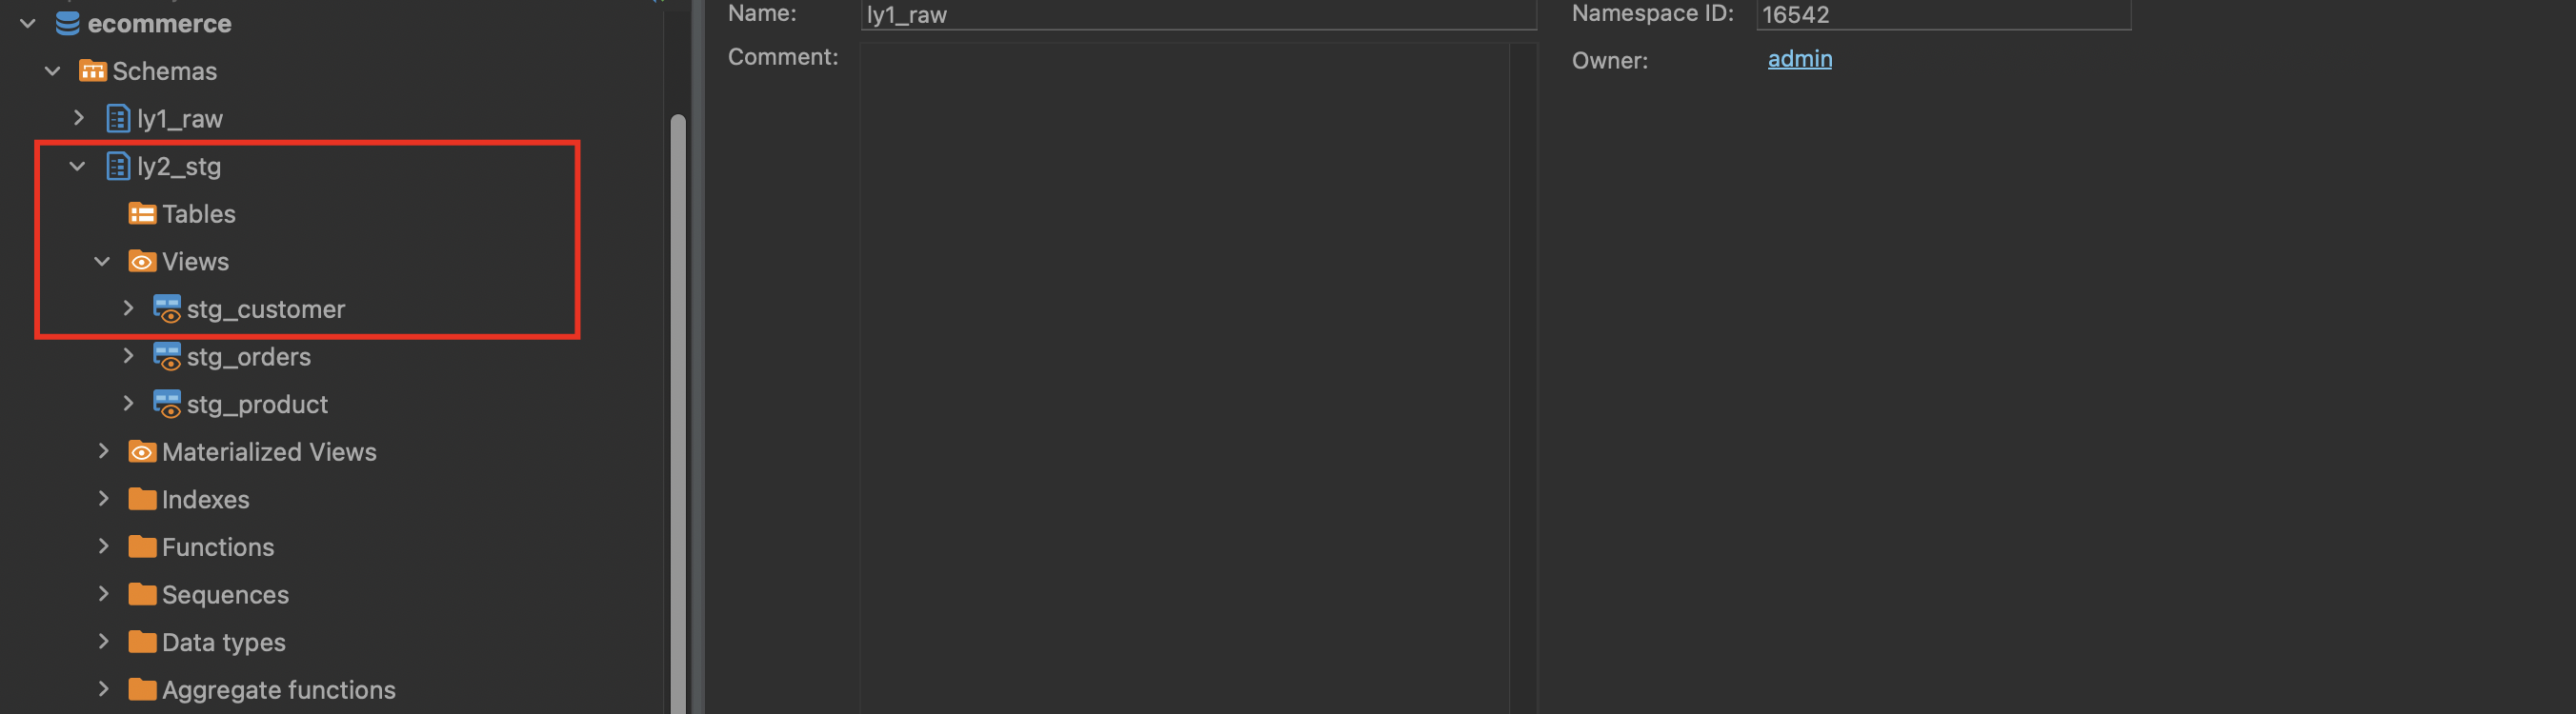 ecommerce
Schemas
ly1_raw
ly2_stg
Tables
Views
stg_customer
stg_orders
stg_product
Materialized Views
Indexes
Functions
Sequences
Data types
Aggregate functions
Name: ly1_raw
Comment:
Namespace ID: 16542
Owner: admin